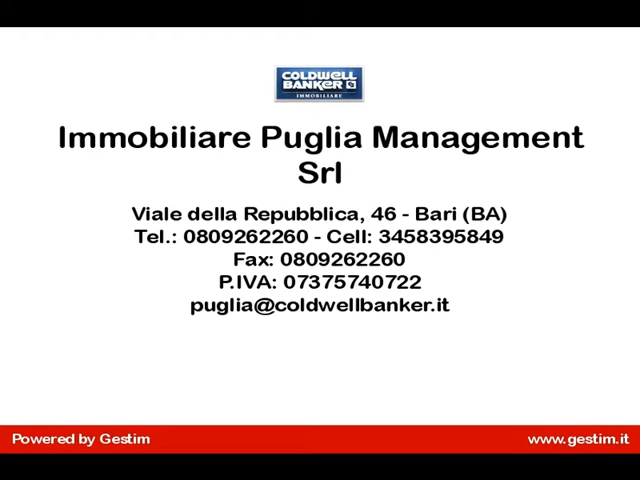 COLDWELL
BANKER
IMMOBILIARE
Immobiliare Puglia Management
Srl
Viale della Repubblica, 46 - Bari (BA)
Tel.: 0809262260 - Cell: 3458395849
Fax: 0809262260
P.IVA: 07375740722
puglia@coldwellbanker.it
Powered by Gestim
www.gestim.it